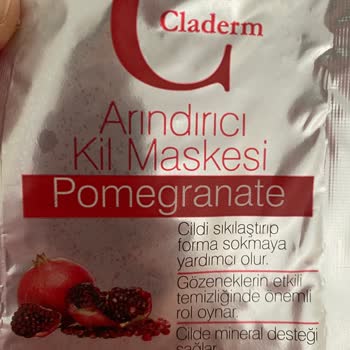 Claderm
Arındırıcı
Kil Maskesi
Pomegranate
Cildi sıkılaştırıp
forma sokmaya
yardımcı olur.
Gözeneklerin etkili
temizliğinde önemli
rol oynar.
Cilde mineral desteği
sağlar.